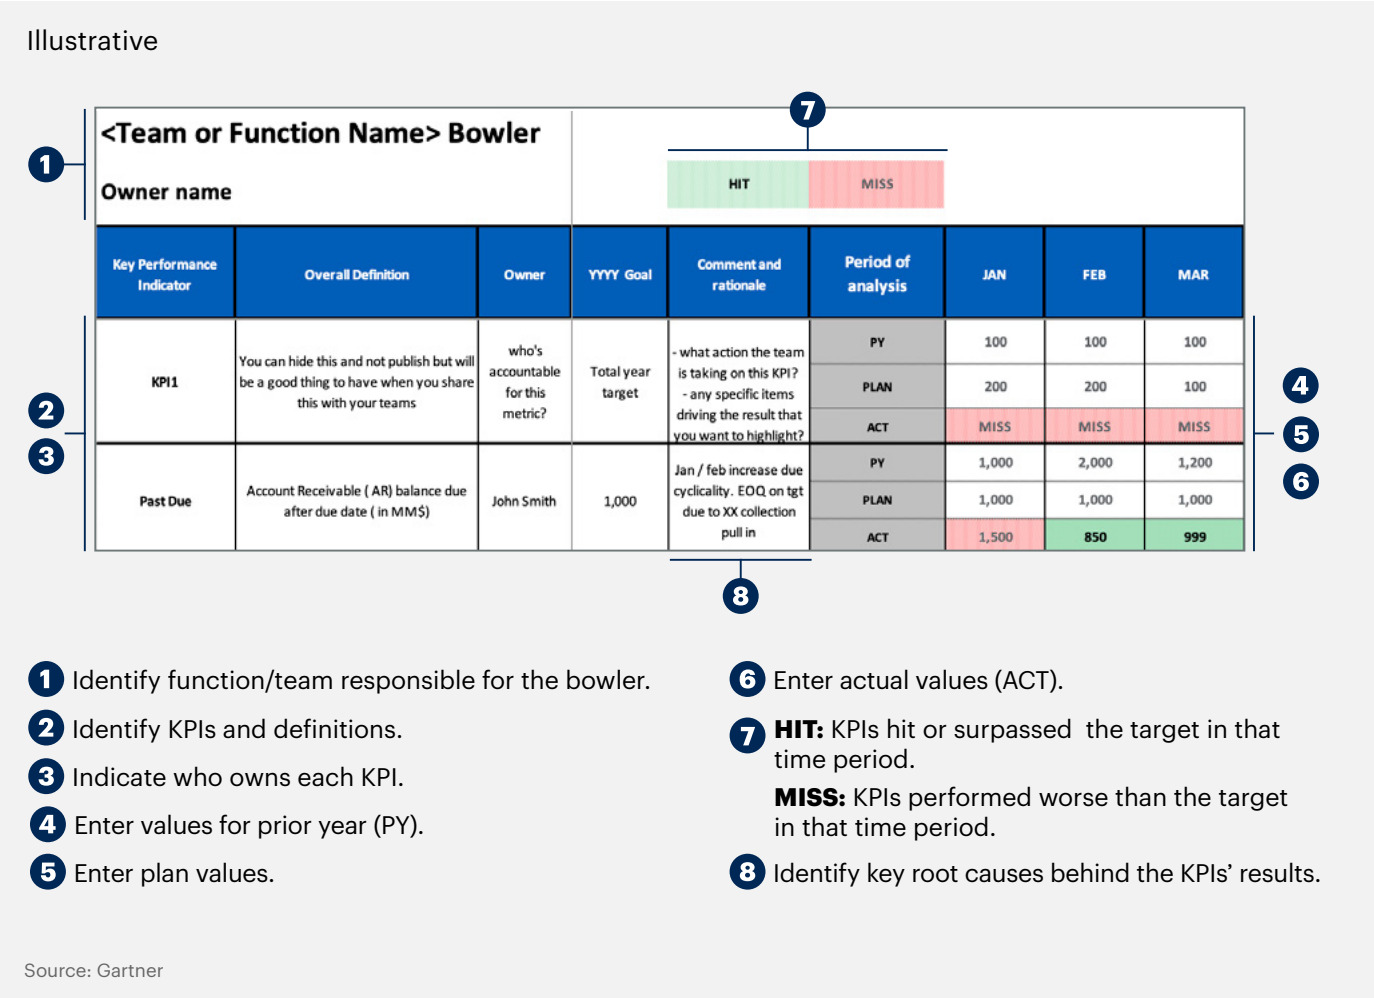 Illustrative
7
<Team or Function Name> Bowler
1
HIT
MISS
Owner name
Key Performance
Indicator
Overall Definition
Owner
YYYY Goal
Comment and
rationale
Period of
analysis
JAN
FEB
MAR
KPI1
You can hide this and not publish but will
be a good thing to have when you share
this with your teams
who's
accountable
for this
metric?
Total year
target
- what action the team
is taking on this KPI?
- any specific items
driving the result that
you want to highlight?
PY
100
100
100
PLAN
200
200
100
ACT
MISS
MISS
MISS
2
3
4
5
6
Past Due
Account Receivable ( AR) balance due
after due date ( in MM$)
John Smith
1,000
Jan / feb increase due
cyclicality. EOQ on tgt
due to XX collection
pull in
PY
1,000
2,000
1,200
PLAN
1,000
1,000
1,000
ACT
1,500
850
999
8
1 Identify function/team responsible for the bowler.
2 Identify KPIs and definitions.
3 Indicate who owns each KPI.
4 Enter values for prior year (PY).
5 Enter plan values.
6 Enter actual values (ACT).
7 HIT: KPIs hit or surpassed the target in that
time period.
MISS: KPIs performed worse than the target
in that time period.
8 Identify key root causes behind the KPIs’ results.
Source: Gartner